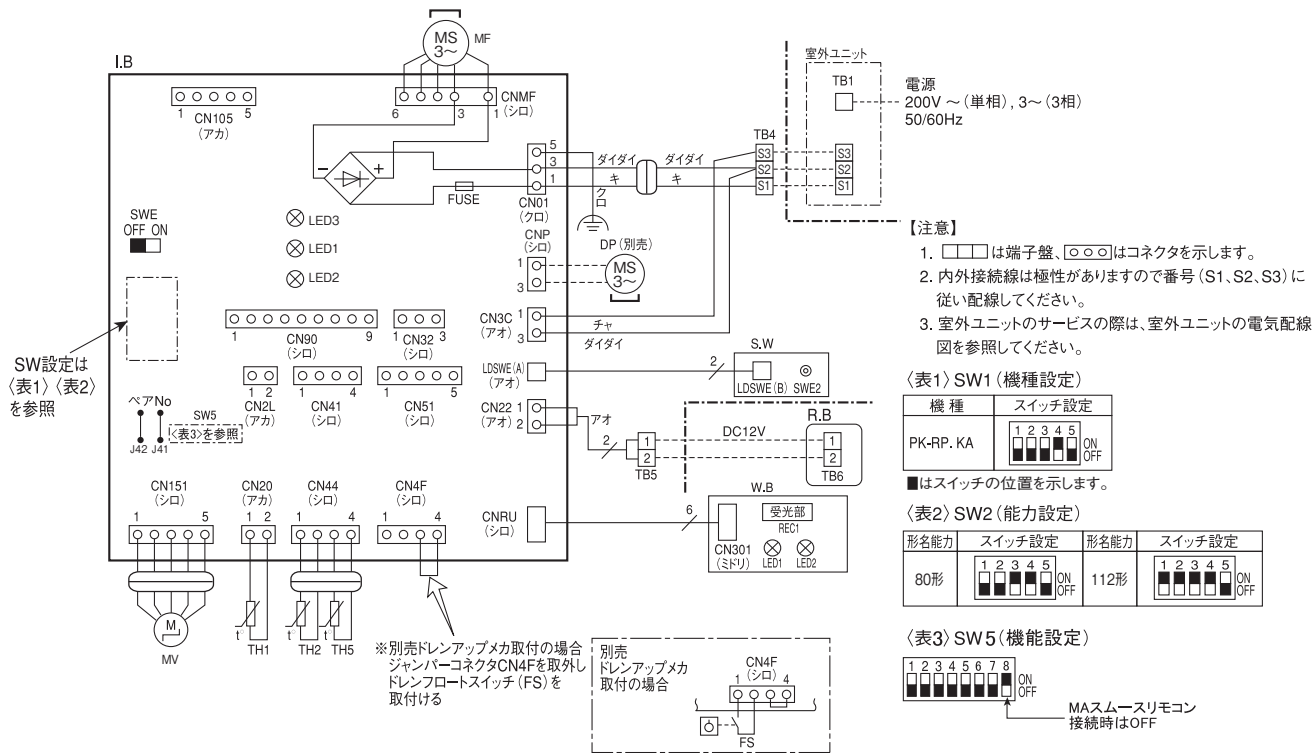 I.B
MS
3～
MF
1 5
CN105
(アカ)
6 3 1
CNMF
(シロ)
－ ＋
FUSE
5
3
1
CN01
(クロ)
ダイダイ ダイダイ
キ キ
クロ
TB4
S3
S2
S1
室外ユニット
TB1
S3
S2
S1
電源
200V ～(単相) , 3～(3相)
50/60Hz
SWE
OFF ON
LED3
LED1
LED2
CNP
(シロ)
1
3
DP(別売)
MS
3～
SW設定は
〈表1〉〈表2〉
を参照
1 9
CN90
(シロ)
1 3
CN32
(シロ)
CN3C
(アオ)
1
3
チャ
ダイダイ
1 2
CN2L
(アカ)
1 4
CN41
(シロ)
1 5
CN51
(シロ)
LDSWE(A)
(アオ)
2
S.W
LDSWE(B) SWE2
CN22
(アオ)
1
2
アオ
2
1
2
TB5
DC12V
R.B
1
2
TB6
ペアNo
J42 J41
SW5
〈表3〉を参照
CN151
(シロ)
1 5
CN20
(アカ)
1 2
CN44
(シロ)
1 4
CN4F
(シロ)
1 4
CNRU
(シロ)
6
W.B
CN301
(ミドリ)
受光部
REC1
LED1 LED2
M
MV
t°
TH1
t°
TH2
t°
TH5
※別売ドレンアップメカ取付の場合
ジャンパーコネクタCN4Fを取外し
ドレンフロートスイッチ(FS)を
取付ける
別売
ドレンアップメカ
取付の場合
CN4F
(シロ)
1 4
FS
【注意】
1. は端子盤、はコネクタを示します。
2. 内外接続線は極性がありますので番号(S1、S2、S3)に
従い配線してください。
3. 室外ユニットのサービスの際は、室外ユニットの電気配線
図を参照してください。
〈表1〉SW1(機種設定)
機 種 スイッチ設定
PK-RP. KA 1 2 3 4 5 ON OFF
■はスイッチの位置を示します。
〈表2〉SW2(能力設定)
形名能力 スイッチ設定 形名能力 スイッチ設定
80形 1 2 3 4 5 ON OFF 112形 1 2 3 4 5 ON OFF
〈表3〉SW5(機能設定)
1 2 3 4 5 6 7 8 ON OFF
MAスムースリモコン
接続時はOFF